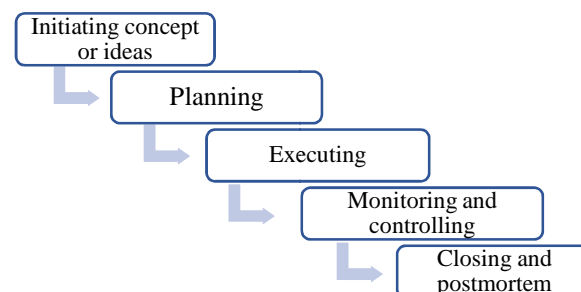 Initiating concept
or ideas
Planning
Executing
Monitoring and
controlling
Closing and
postmortem